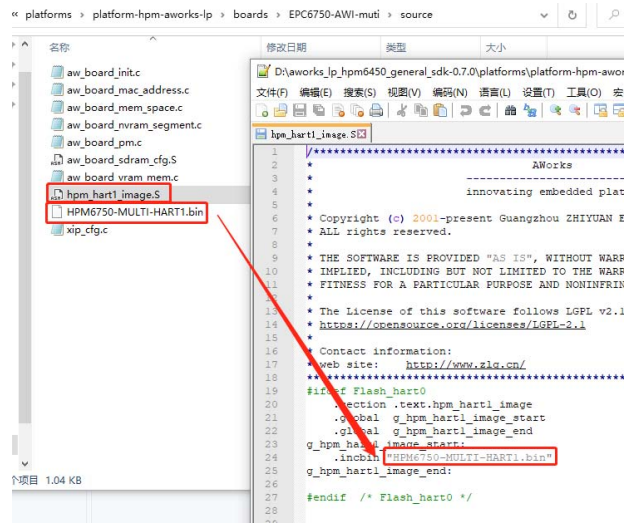 « platforms › platform-hpm-aworks-lp › boards › EPC6750-AWI-muti › source
名称 修改日期 类型 大小
aw_board_init.c
aw_board_mac_address.c
aw_board_mem_space.c
aw_board_nvram_segment.c
aw_board_pm.c
aw_board_sdram_cfg.S
aw_board_vram_mem.c
hpm_hart1_image.S
HPM6750-MULTI-HART1.bin
xip_cfg.c
个项目 1.04 KB
D:\aworks_lp_hpm6450_general_sdk-0.7.0\platforms\platform-hpm-awor
文件(F) 编辑(E) 搜索(S) 视图(V) 编码(N) 语言(L) 设置(T) 工具(O) 宏
hpm_hart1_image.S
1 /*************************************************
2 * AWorks
3 * ----------------------------
4 * innovating embedded plat
5 *
6 * Copyright (c) 2001-present Guangzhou ZHIYUAN E
7 * ALL rights reserved.
8 *
9 * THE SOFTWARE IS PROVIDED "AS IS", WITHOUT WARR
10 * IMPLIED, INCLUDING BUT NOT LIMITED TO THE WARR
11 * FITNESS FOR A PARTICULAR PURPOSE AND NONINFRIN
12 *
13 * The License of this software follows LGPL v2.1
14 * https://opensource.org/licenses/LGPL-2.1
15 *
16 * Contact information:
17 * web site: http://www.zlg.cn/
18 *************************************************
19 #ifdef Flash_hart0
20 .section .text.hpm_hart1_image
21 .global g_hpm_hart1_image_start
22 .global g_hpm_hart1_image_end
23 g_hpm_hart1_image_start:
24 .incbin "HPM6750-MULTI-HART1.bin"
25 g_hpm_hart1_image_end:
26
27 #endif /* Flash_hart0 */
28